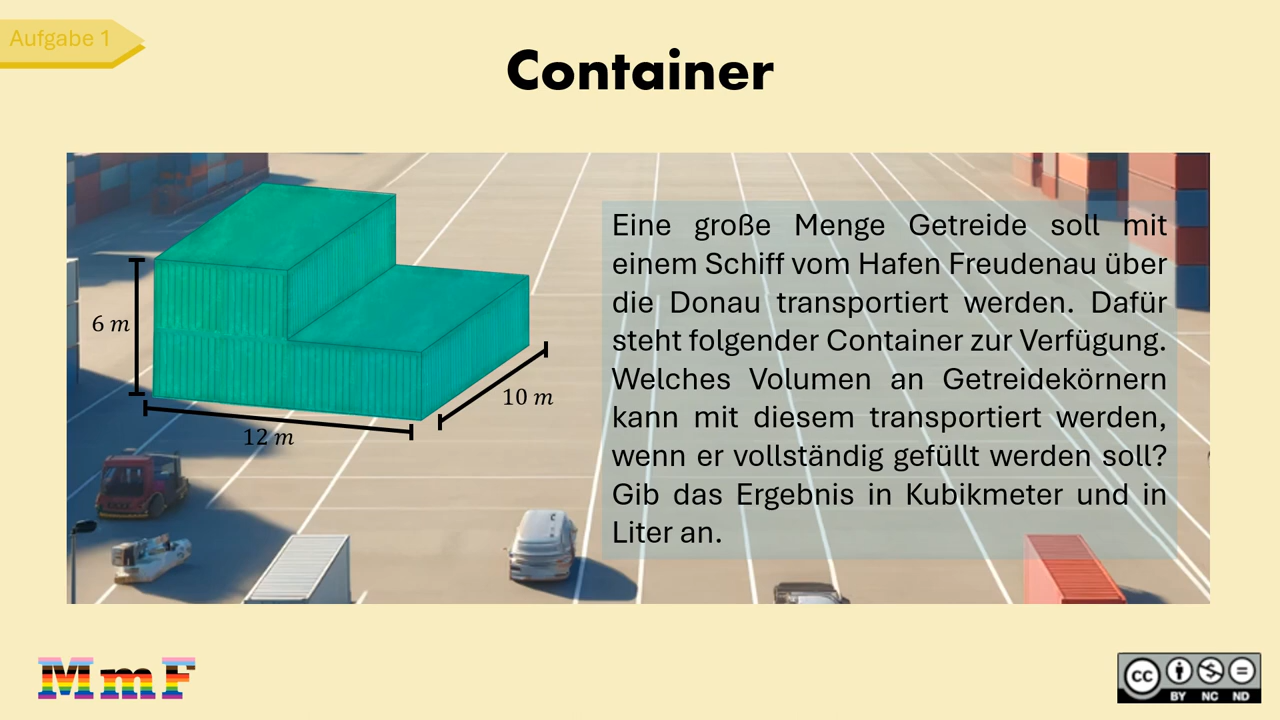 Aufgabe 1
Container
Eine große Menge Getreide soll mit
einem Schiff vom Hafen Freudenau über
die Donau transportiert werden. Dafür
steht folgender Container zur Verfügung.
Welches Volumen an Getreidekörnern
kann mit diesem transportiert werden,
wenn er vollständig gefüllt werden soll?
Gib das Ergebnis in Kubikmeter und in
Liter an.
6 m
10 m
12 m
MmF
CC
BY NC ND